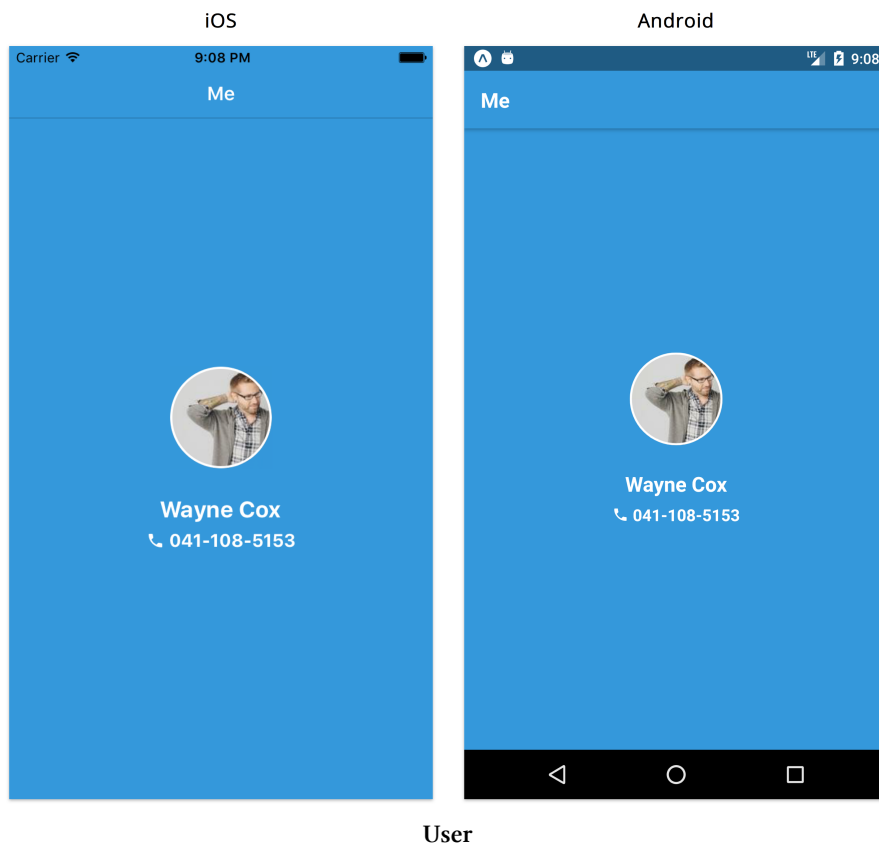 iOS
Android
Carrier 9:08 PM
LTE 9:08
Me
Me
Wayne Cox
041-108-5153
Wayne Cox
041-108-5153
User